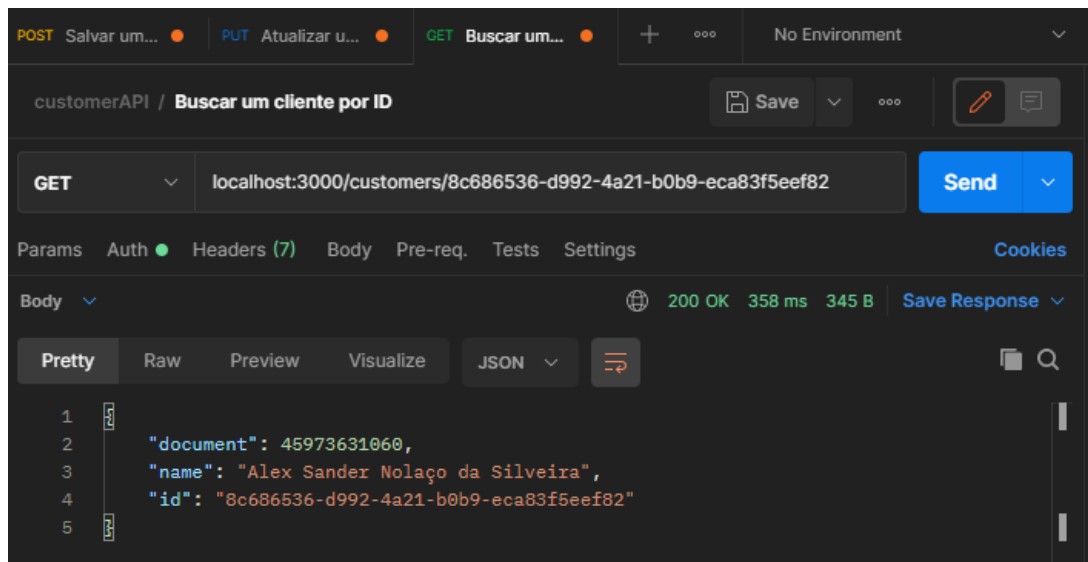 POST Salvar um... PUT Atualizar u... GET Buscar um... No Environment
customerAPI / Buscar um cliente por ID Save
GET localhost:3000/customers/8c686536-d992-4a21-b0b9-eca83f5eef82 Send
Params Auth Headers (7) Body Pre-req. Tests Settings Cookies
Body 200 OK 358 ms 345 B Save Response
Pretty Raw Preview Visualize JSON
1 {
2 "document": 45973631060,
3 "name": "Alex Sander Nolaço da Silveira",
4 "id": "8c686536-d992-4a21-b0b9-eca83f5eef82"
5 }